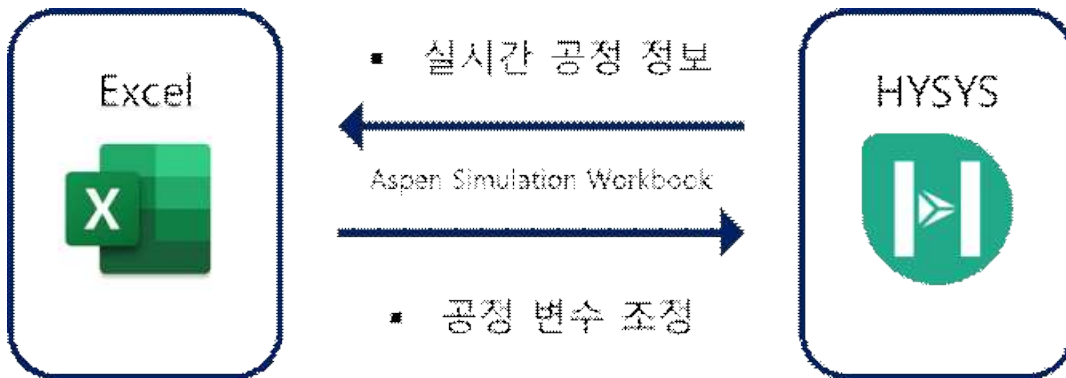 Excel
X
▪ 실시간 공정 정보
Aspen Simulation Workbook
▪ 공정 변수 조정
HYSYS
H